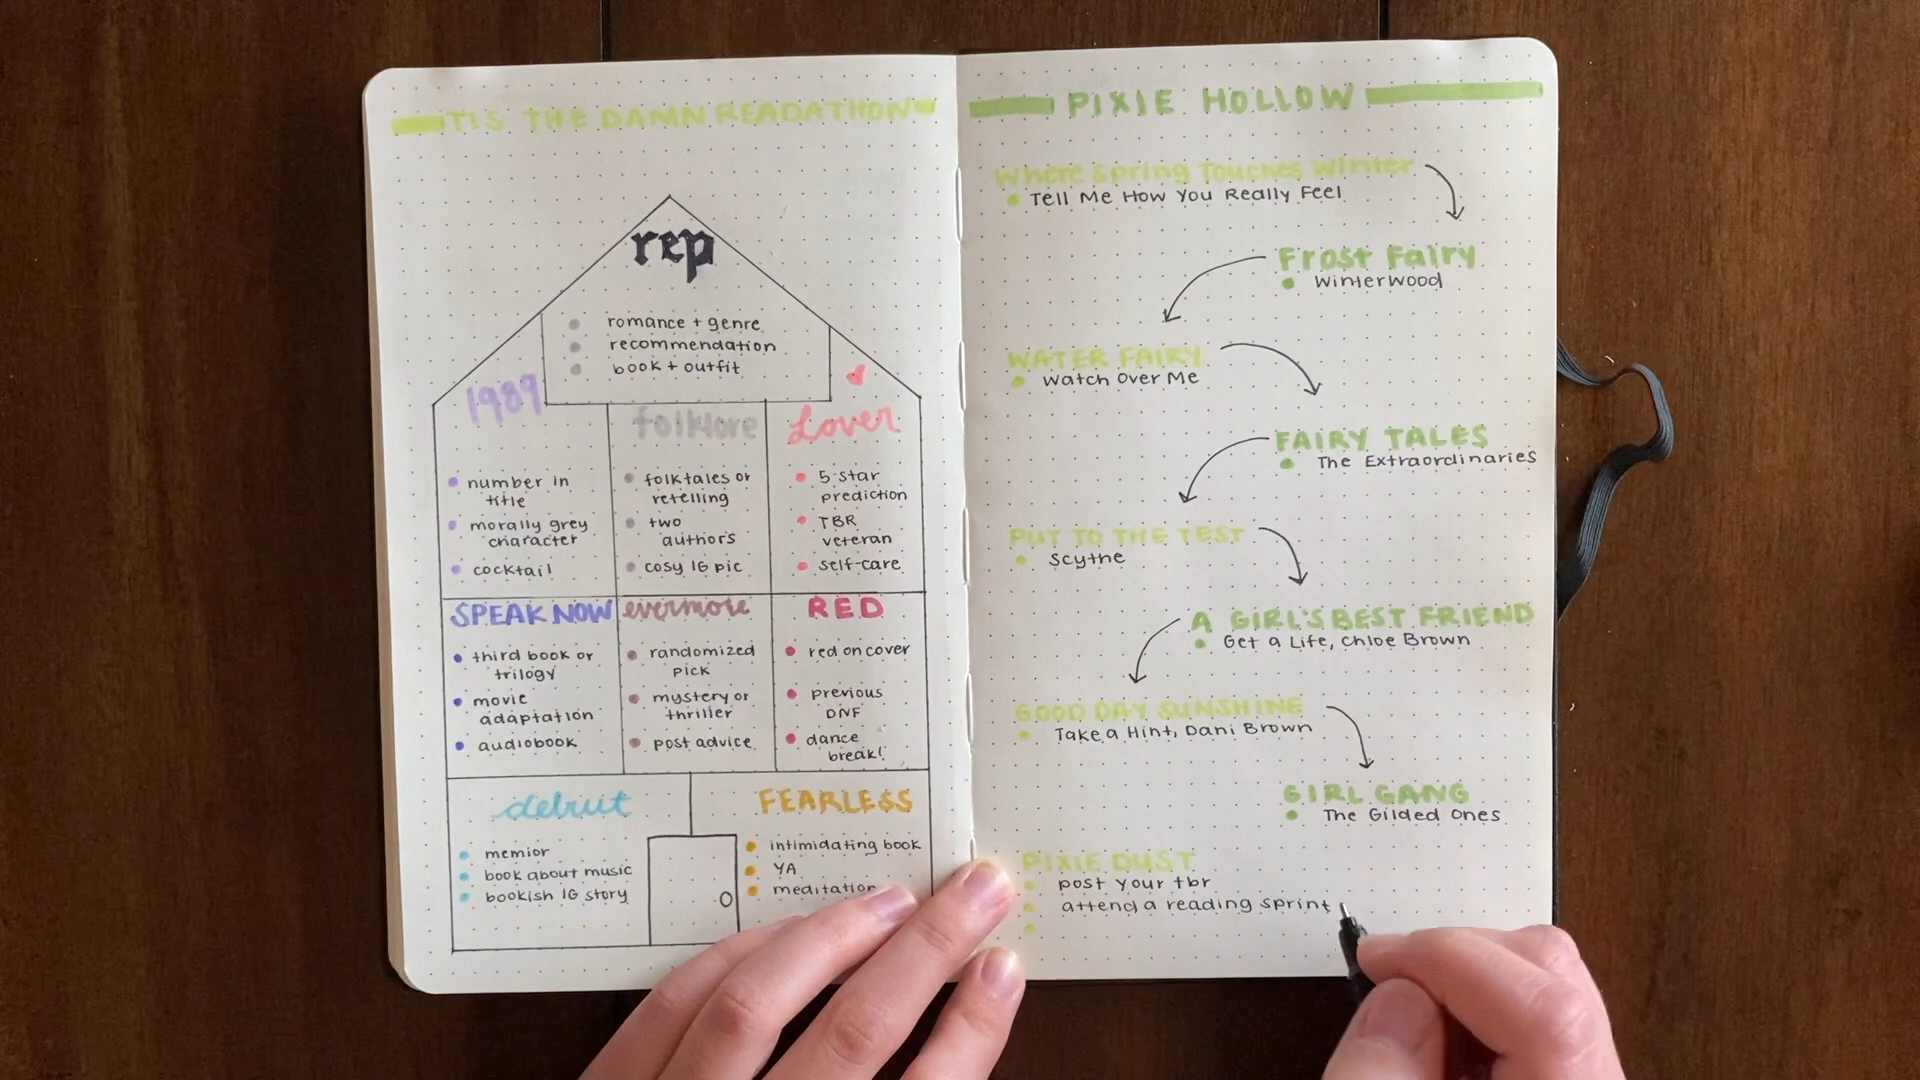 'TIS THE DAMN READATHON
rep
romance + genre
recommendation
book + outfit
1989
number in
title
morally grey
character
cocktail
folklore
folktales or
retelling
two
authors
cosy IG pic
Lover
5-star
prediction
TBR
veteran
self-care
SPEAK NOW
third book or
trilogy
movie
adaptation
audiobook
evermore
randomized
pick
mystery or
thriller
post advice
RED
red on cover
previous
DNF
dance
break!
debut
memior
book about music
bookish IG story
FEARLESS
intimidating book
YA
meditation
PIXIE HOLLOW
Where Spring Touches Winter
Tell Me How You Really Feel
Frost Fairy
Winterwood
WATER FAIRY
Watch Over Me
FAIRY TALES
The Extraordinaries
PUT TO THE TEST
Scythe
A GIRL'S BEST FRIEND
Get a Life, Chloe Brown
GOOD DAY SUNSHINE
Take a Hint, Dani Brown
GIRL GANG
The Gilded Ones
PIXIE DUST
post your tbr
attend a reading sprint